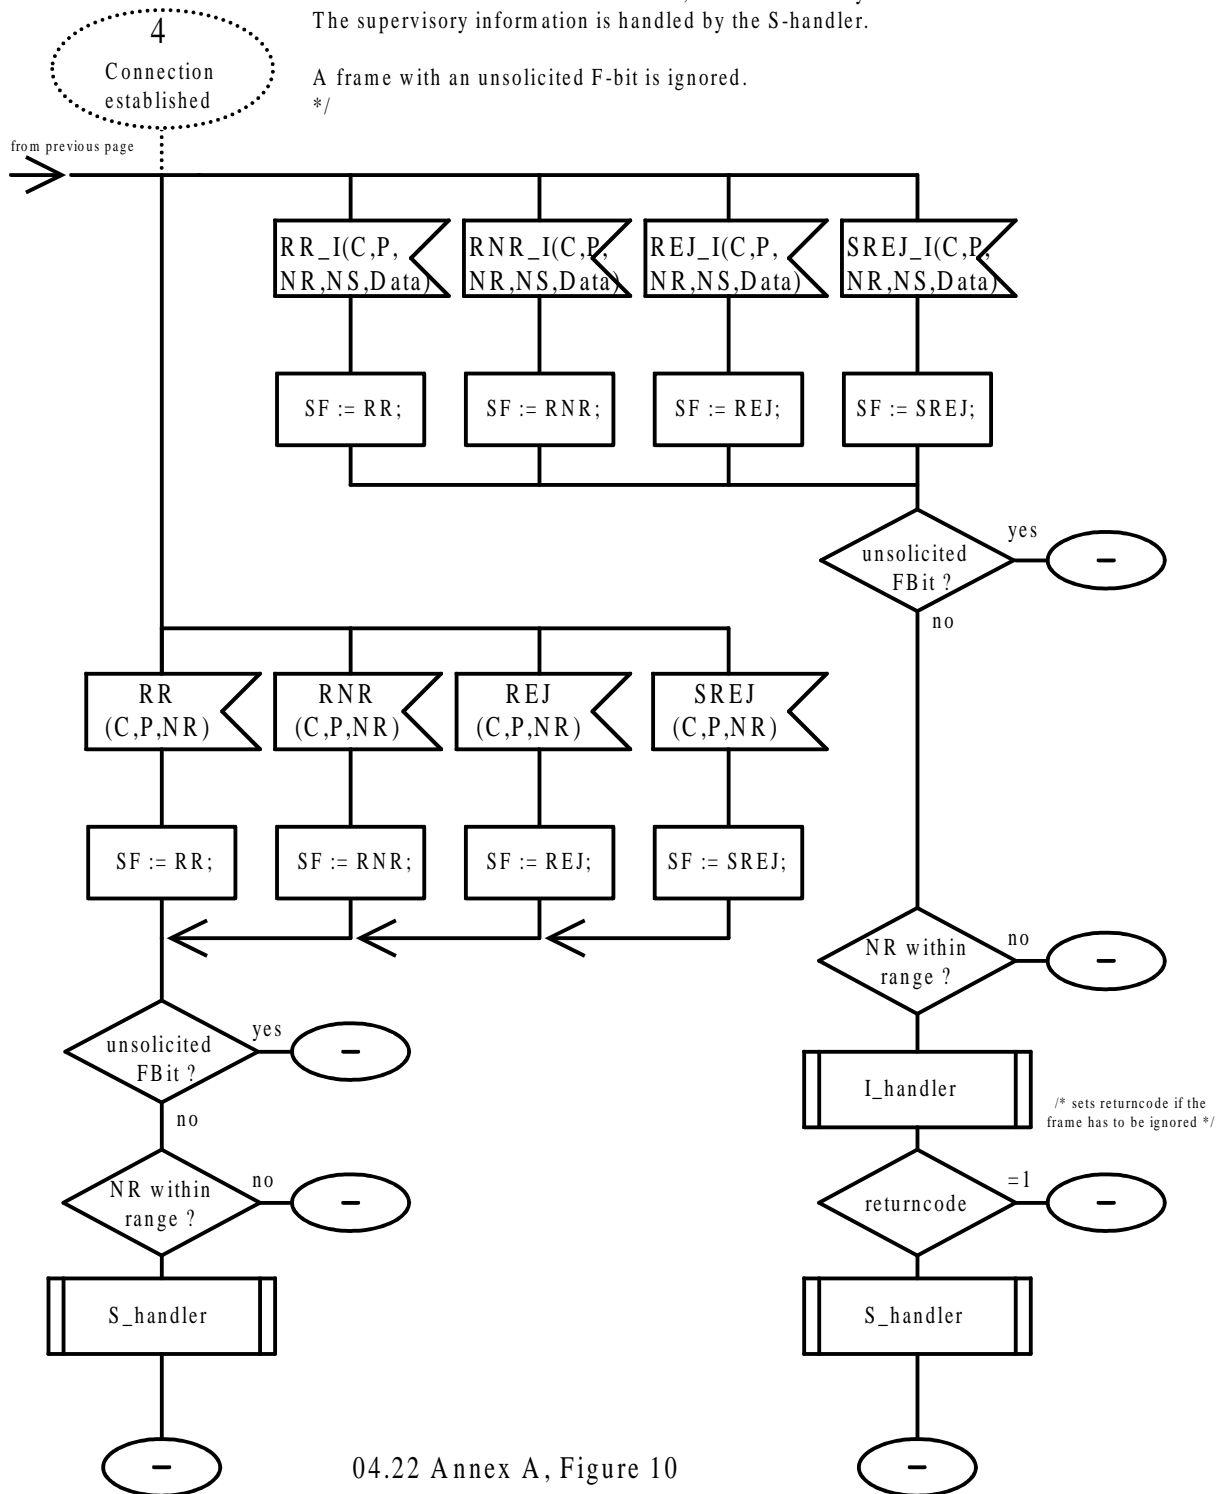 The supervisory information is handled by the S-handler.
A frame with an unsolicited F-bit is ignored.
*/
4
Connection
established
from previous page
RR_I(C,P,
NR,NS,Data)
RNR_I(C,P,
NR,NS,Data)
REJ_I(C,P,
NR,NS,Data)
SREJ_I(C,P,
NR,NS,Data)
SF := RR;
SF := RNR;
SF := REJ;
SF := SREJ;
unsolicited
FBit ?
yes
–
no
RR
(C,P,NR)
RNR
(C,P,NR)
REJ
(C,P,NR)
SREJ
(C,P,NR)
SF := RR;
SF := RNR;
SF := REJ;
SF := SREJ;
NR within
range ?
no
–
unsolicited
FBit ?
yes
–
no
I_handler
/* sets returncode if the
frame has to be ignored */
NR within
range ?
no
–
returncode
=1
–
S_handler
S_handler
–
–
04.22 Annex A, Figure 10